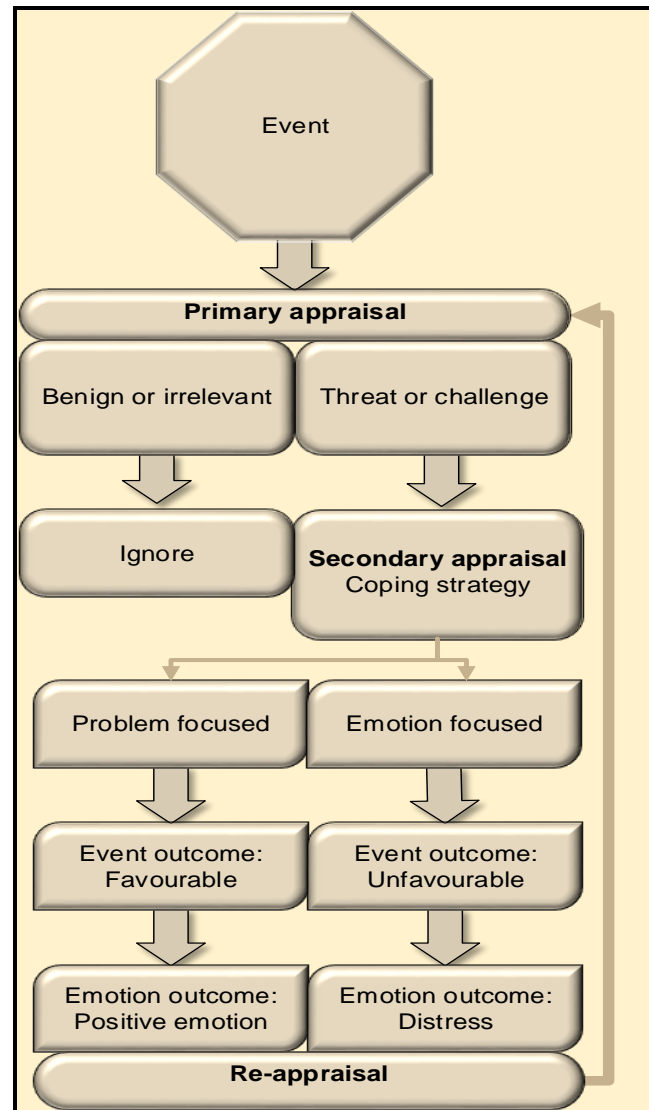 Event
Primary appraisal
Benign or irrelevant
Threat or challenge
Ignore
Secondary appraisal
Coping strategy
Problem focused
Emotion focused
Event outcome:
Favourable
Event outcome:
Unfavourable
Emotion outcome:
Positive emotion
Emotion outcome:
Distress
Re-appraisal